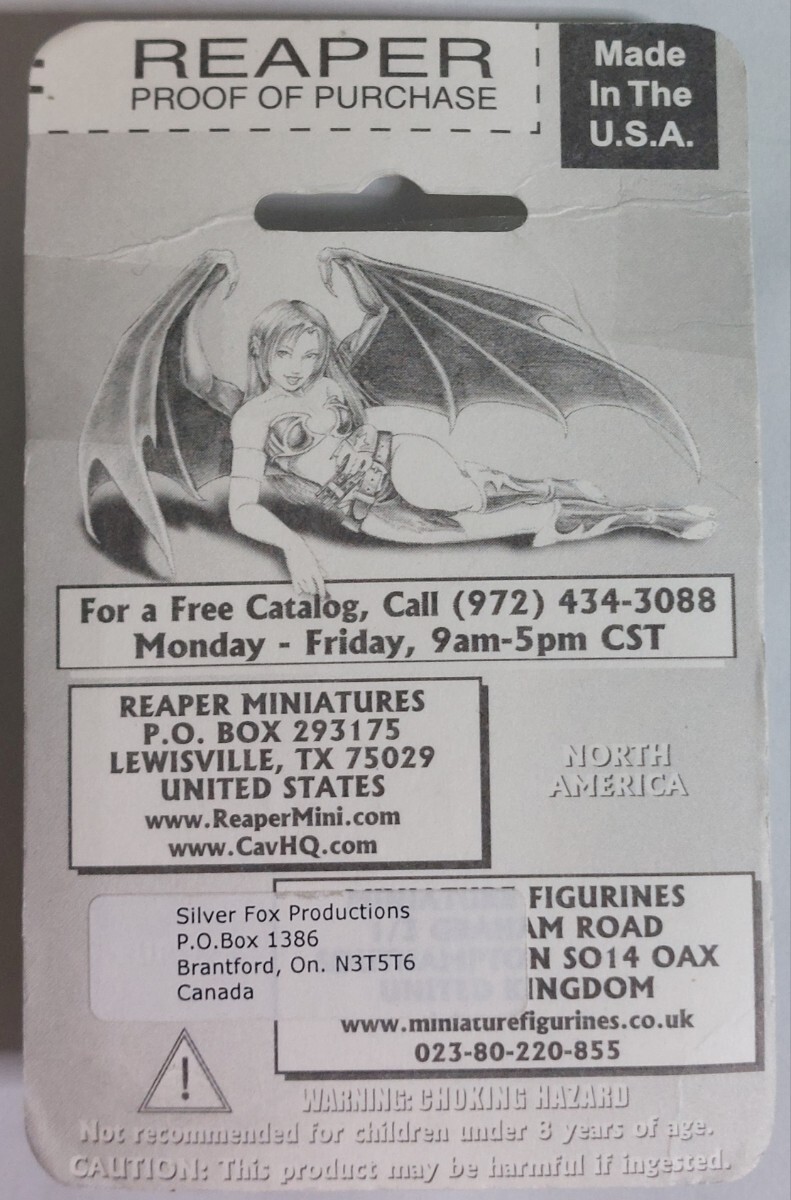 REAPER
PROOF OF PURCHASE
Made
In The
U.S.A.
For a Free Catalog, Call (972) 434-3088
Monday - Friday, 9am-5pm CST
REAPER MINIATURES
P.O. BOX 293175
LEWISVILLE, TX 75029
UNITED STATES
www.ReaperMini.com
www.CavHQ.com
NORTH
AMERICA
MINIATURE FIGURINES
GRAHAM ROAD
SOUTHAMPTON SO14 OAX
UNITED KINGDOM
www.miniaturefigurines.co.uk
023-80-220-855
Silver Fox Productions
P.O.Box 1386
Brantford, On. N3T5T6
Canada
!
WARNING: CHOKING HAZARD
Not recommended for children under 8 years of age.
CAUTION: This product may be harmful if ingested.